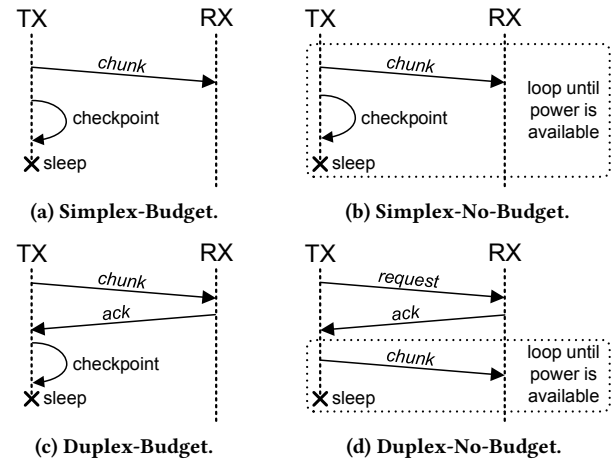 TX RX
chunk
checkpoint
sleep
(a) Simplex-Budget.
TX RX
chunk
checkpoint
sleep
loop until
power is
available
(b) Simplex-No-Budget.
TX RX
chunk
ack
checkpoint
sleep
(c) Duplex-Budget.
TX RX
request
ack
chunk
sleep
loop until
power is
available
(d) Duplex-No-Budget.